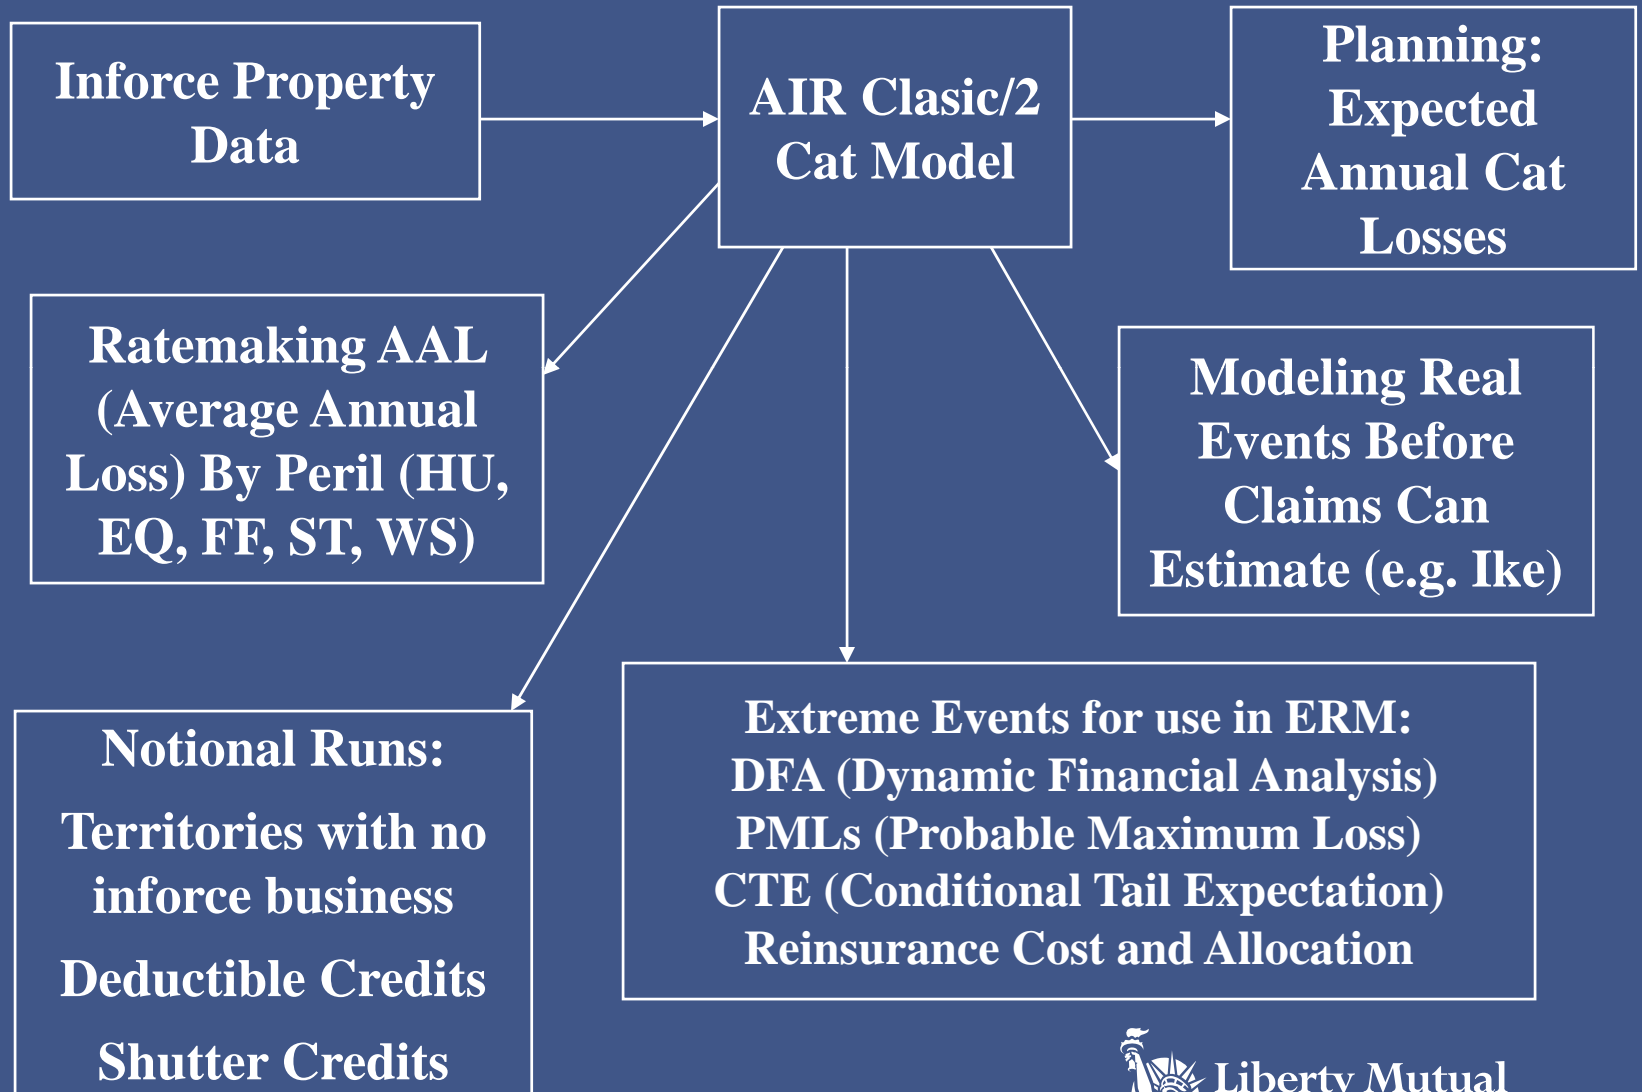 Inforce Property
Data
AIR Clasic/2
Cat Model
Planning:
Expected
Annual Cat
Losses
Ratemaking AAL
(Average Annual
Loss) By Peril (HU,
EQ, FF, ST, WS)
Modeling Real
Events Before
Claims Can
Estimate (e.g. Ike)
Notional Runs:
Territories with no
inforce business
Deductible Credits
Shutter Credits
Extreme Events for use in ERM:
DFA (Dynamic Financial Analysis)
PMLs (Probable Maximum Loss)
CTE (Conditional Tail Expectation)
Reinsurance Cost and Allocation
Liberty Mutual